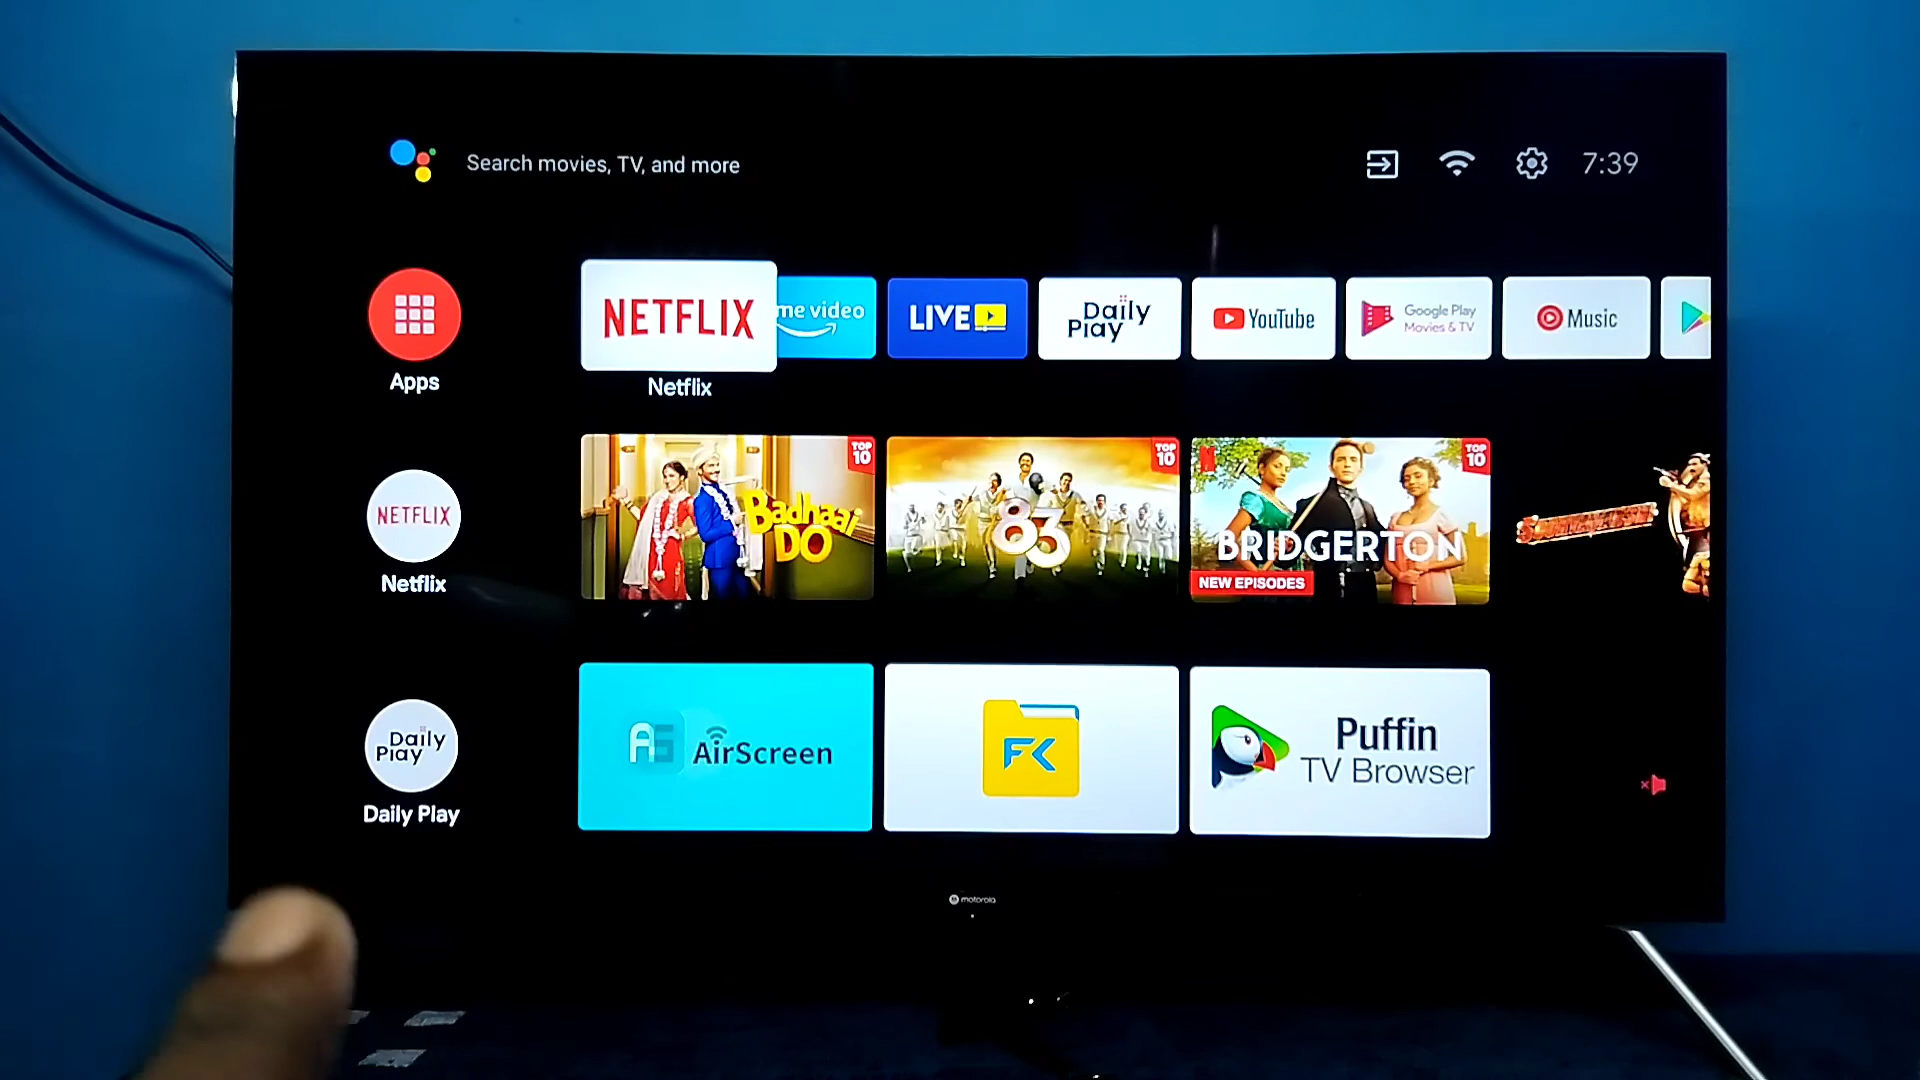 Search movies, TV, and more
7:39
NETFLIX
me video
LIVE
Daily
Play
YouTube
Google Play
Movies & TV
Music
Apps
Netflix
NETFLIX
Netflix
TOP
10
Badhaai
DO
TOP
10
83
TOP
10
BRIDGERTON
NEW EPISODES
Daily
Play
Daily Play
AS
AirScreen
FX
Puffin
TV Browser
motorola